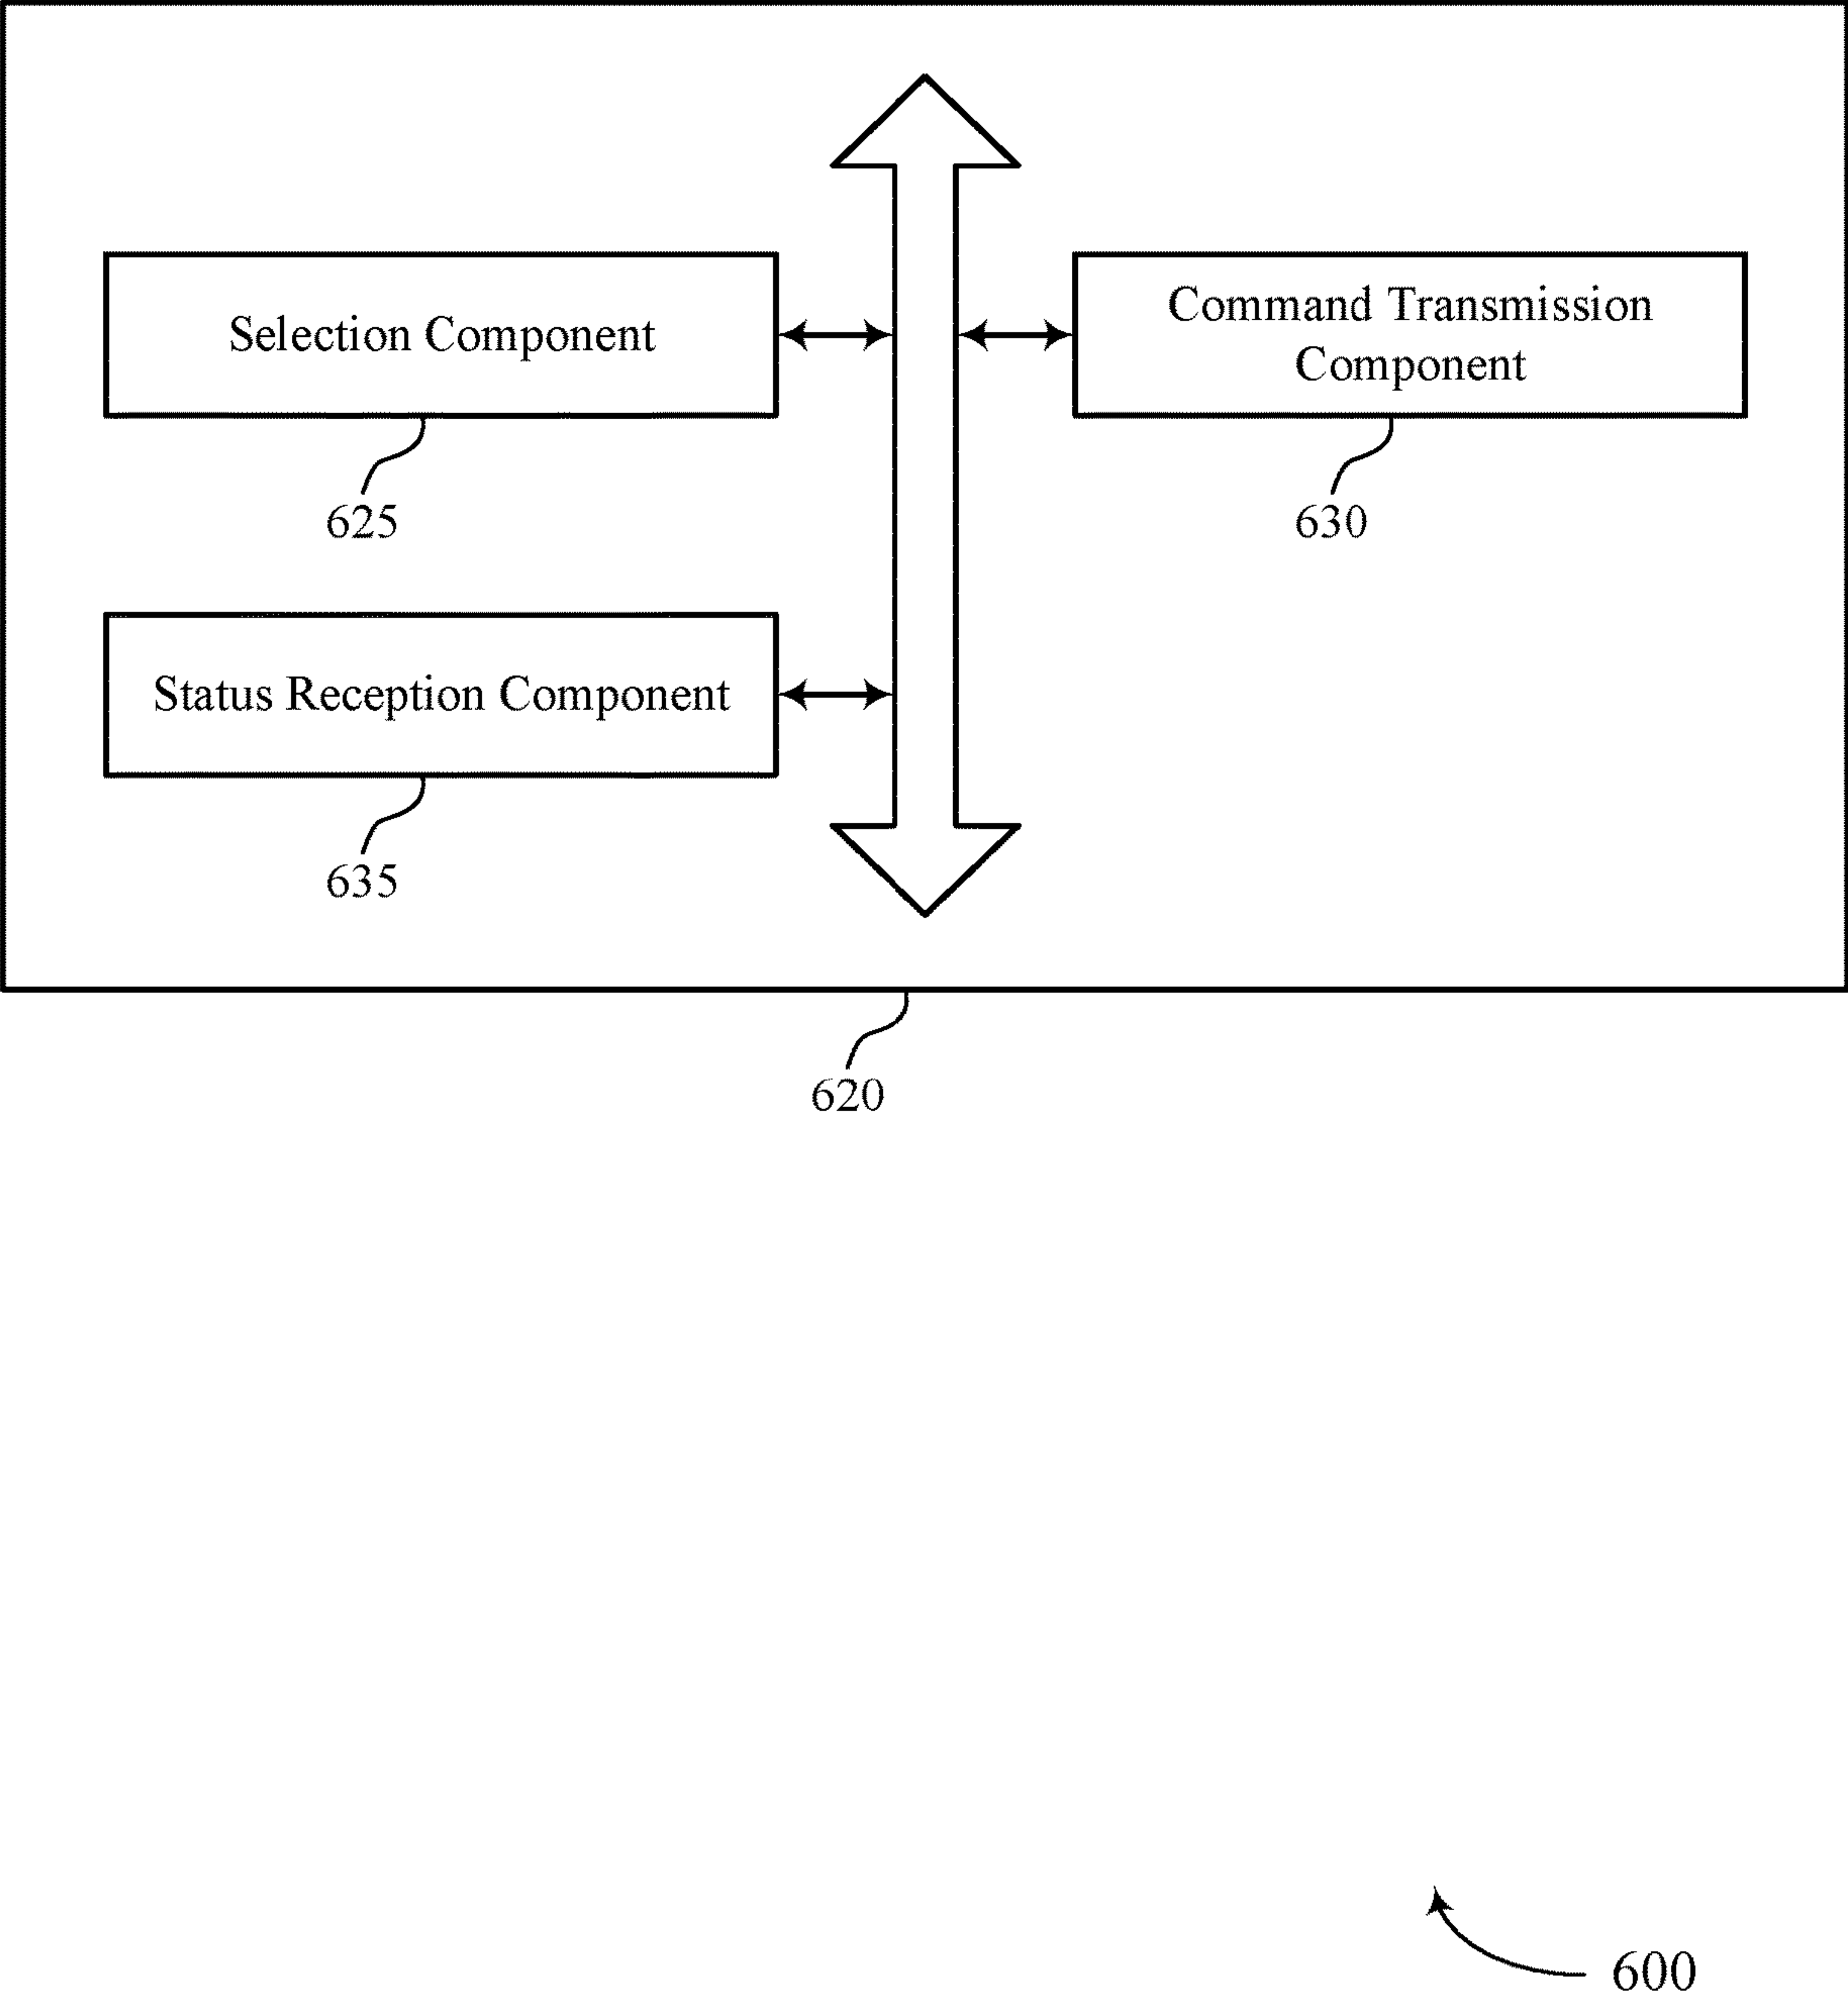 Selection Component
625
Command Transmission
Component
630
Status Reception Component
635
620
600